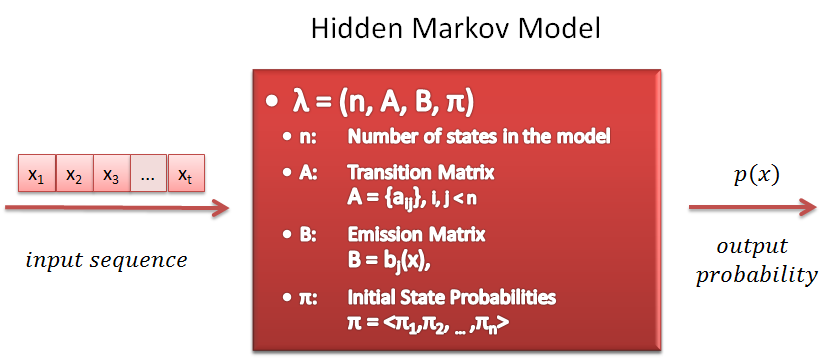 Hidden Markov Model
x1 x2 x3 ... xt
input sequence
• λ = (n, A, B, π)
• n: Number of states in the model
• A: Transition Matrix
A = {aij}, i, j < n
• B: Emission Matrix
B = bj(x),
• π: Initial State Probabilities
π = <π1,π2, ... ,πn>
p(x)
output
probability